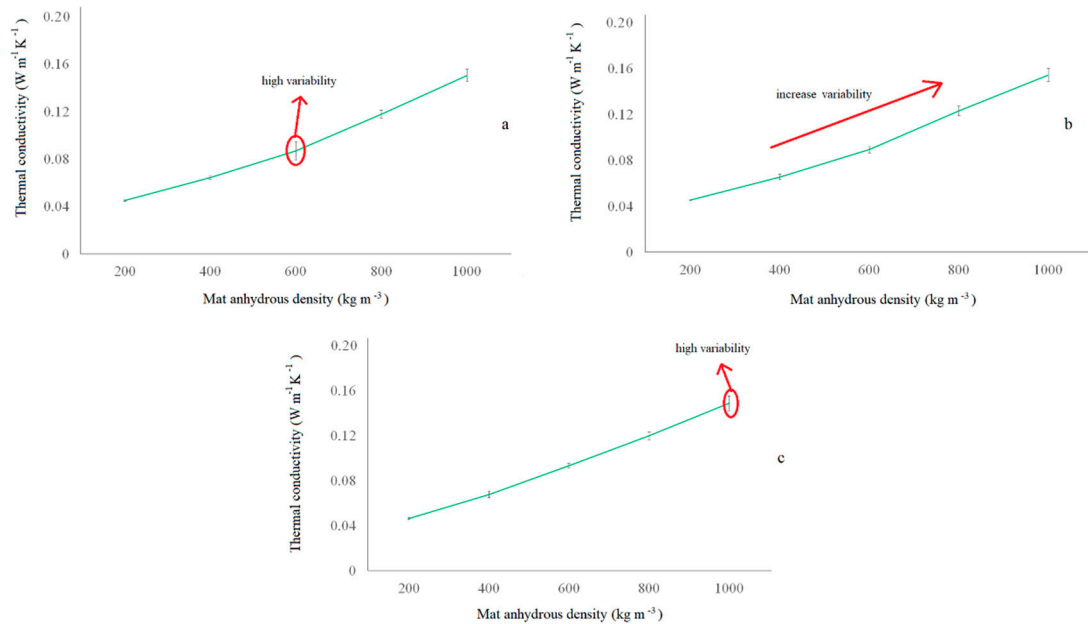 Thermal conductivity (W m⁻¹K⁻¹)
0.20
0.16
0.12
0.08
0.04
0
high variability
a
200 400 600 800 1000
Mat anhydrous density (kg m⁻³)
Thermal conductivity (W m⁻¹K⁻¹)
0.20
0.16
0.12
0.08
0.04
0
increase variability
b
200 400 600 800 1000
Mat anhydrous density (kg m⁻³)
Thermal conductivity (W m⁻¹K⁻¹)
0.20
0.16
0.12
0.08
0.04
0
high variability
c
200 400 600 800 1000
Mat anhydrous density (kg m⁻³)